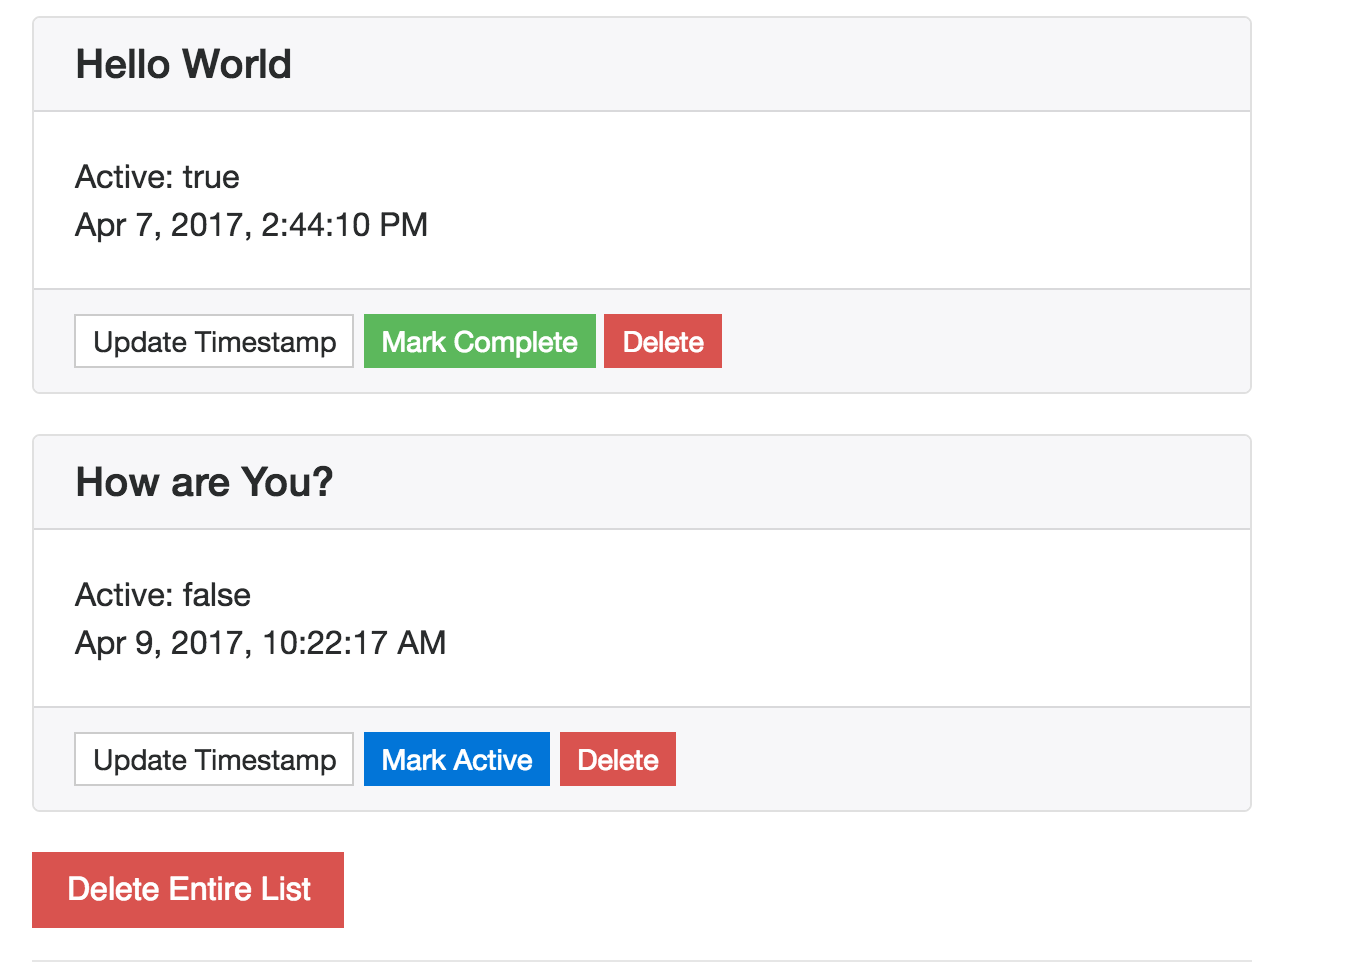 Hello World
Active: true
Apr 7, 2017, 2:44:10 PM
Update Timestamp Mark Complete Delete
How are You?
Active: false
Apr 9, 2017, 10:22:17 AM
Update Timestamp Mark Active Delete
Delete Entire List